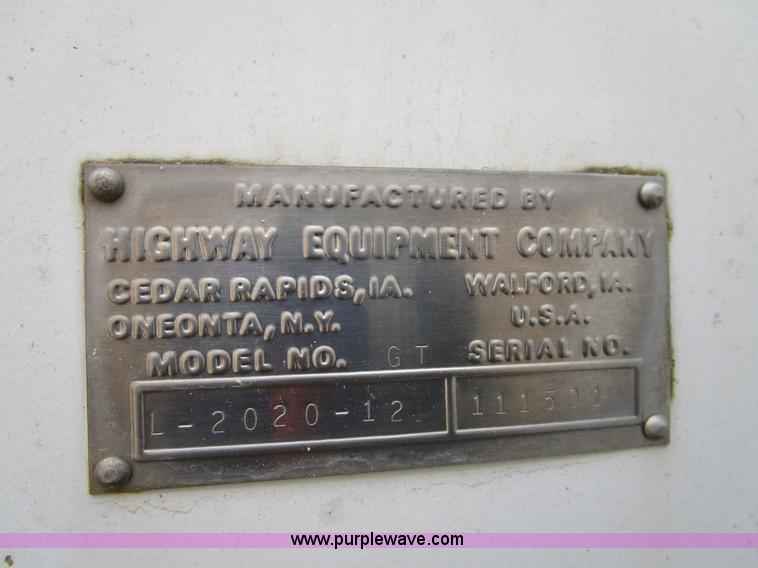 MANUFACTURED BY
HIGHWAY EQUIPMENT COMPANY
CEDAR RAPIDS, IA. WALFORD, IA.
ONEONTA, N.Y. U.S.A.
MODEL NO. GT SERIAL NO.
L-2020-12 111501
www.purplewave.com